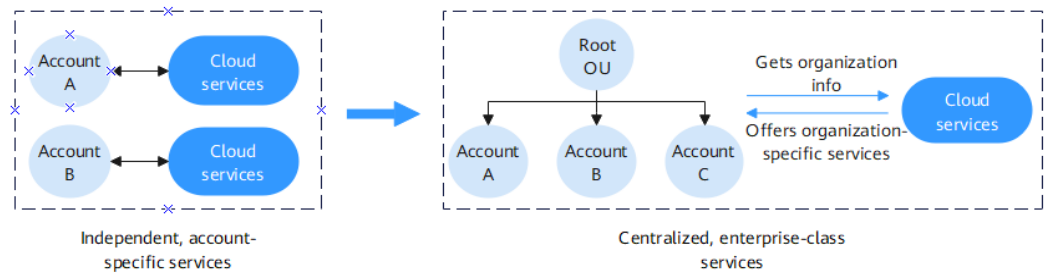 Account
A
Cloud
services
Account
B
Cloud
services
Independent, account-
specific services
Root
OU
Account
A
Account
B
Account
C
Gets organization
info
Offers organization-
specific services
Cloud
services
Centralized, enterprise-class
services